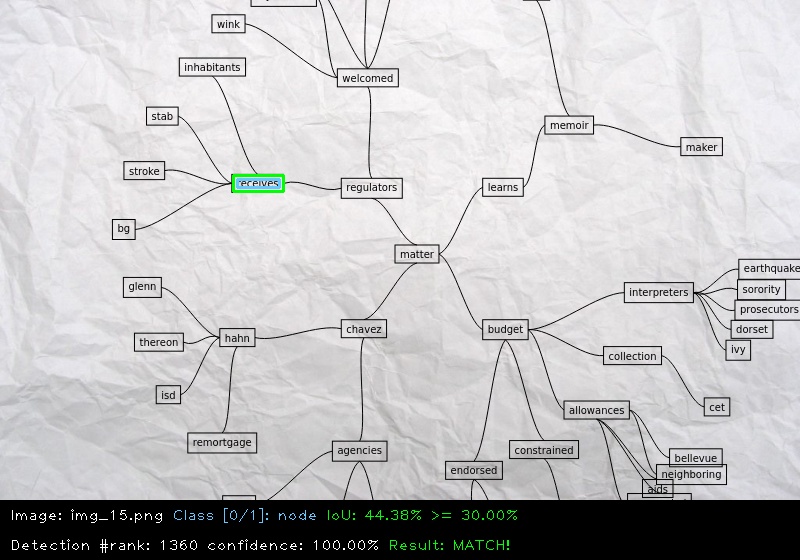 wink
inhabitants
welcomed
stab
memoir
maker
stroke
receives
regulators
learns
bg
matter
earthquake
glenn
interpreters
sorority
prosecutors
thereon
hahn
chavez
budget
dorset
ivy
collection
isd
cet
allowances
remortgage
agencies
constrained
bellevue
endorsed
neighboring
aids
Image: img_15.png Class [0/1]: node IoU: 44.38% >= 30.00%
Detection #rank: 1360 confidence: 100.00% Result: MATCH!